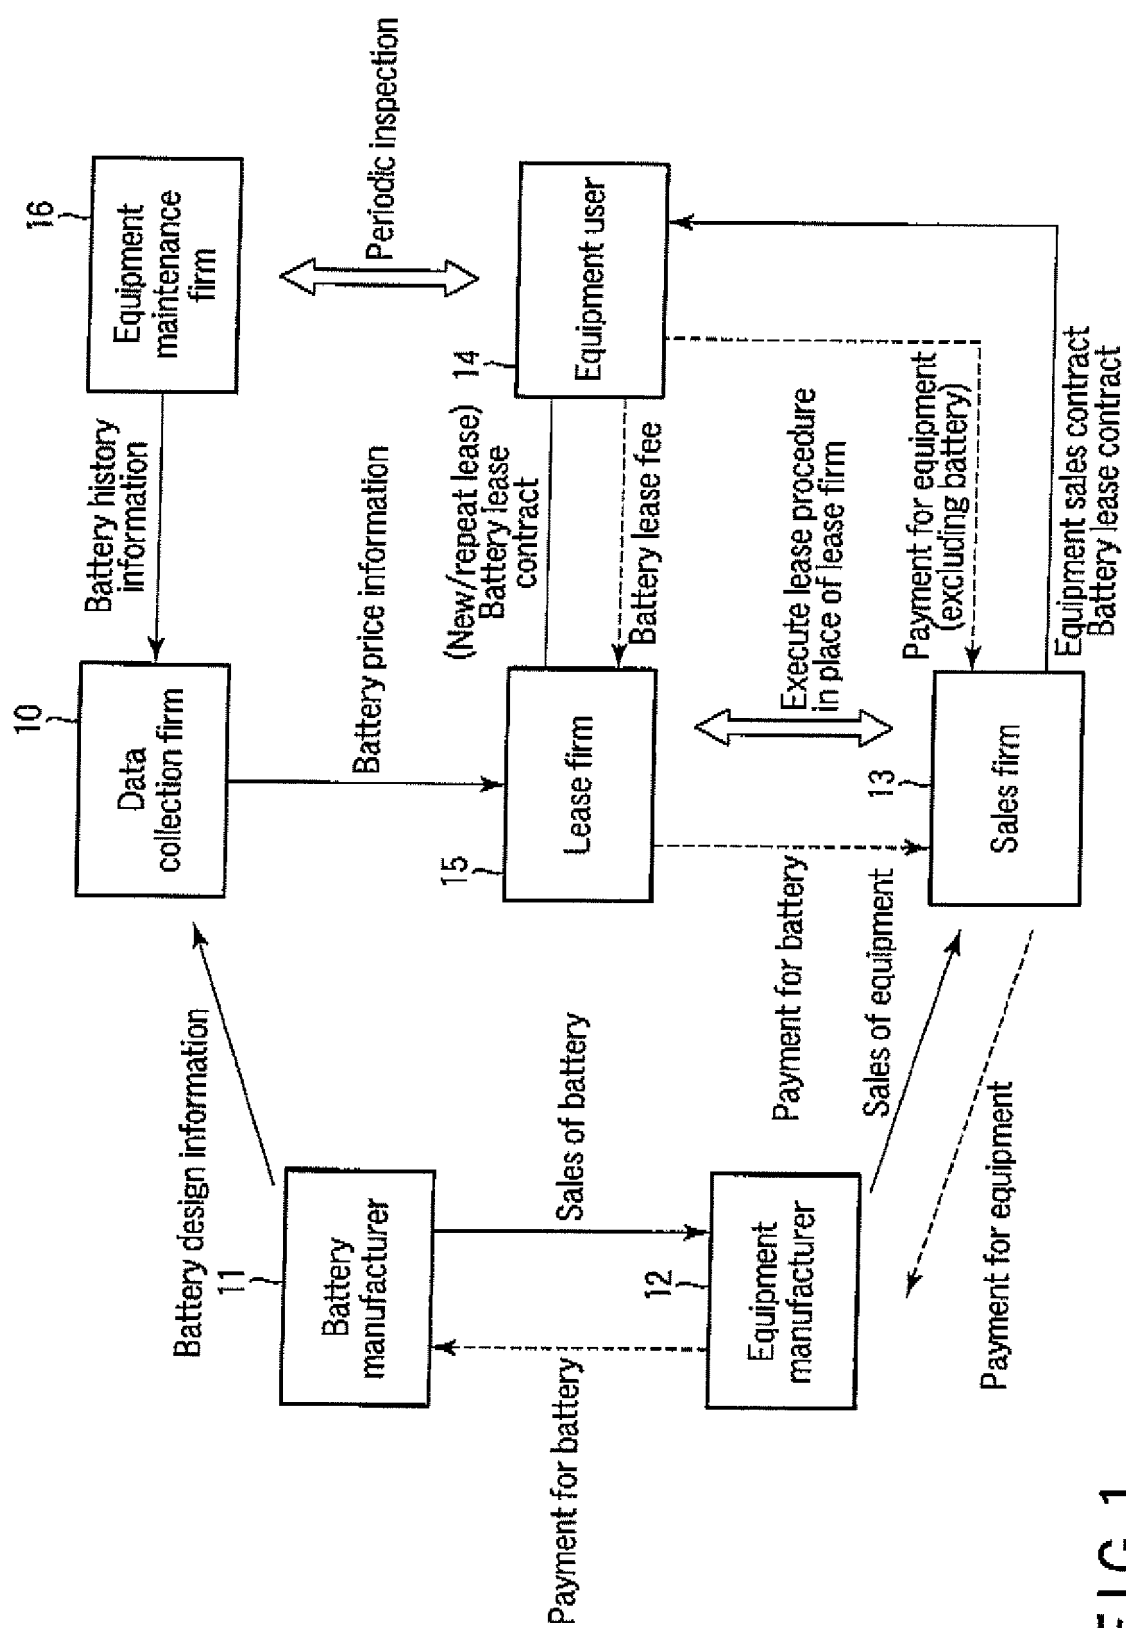 16
Equipment
maintenance
firm
Periodic inspection
14
Equipment user
Battery history
information
10
Data
collection firm
Battery price information
(New/repeat lease)
Battery lease
contract
Battery lease fee
15
Lease firm
Execute lease procedure
in place of lease firm
Payment for equipment
(excluding battery)
Equipment sales contract
Battery lease contract
13
Sales firm
Payment for battery
Sales of equipment
Payment for equipment
Battery design information
11
Battery
manufacturer
Sales of battery
12
Equipment
manufacturer
Payment for battery
FIG. 1